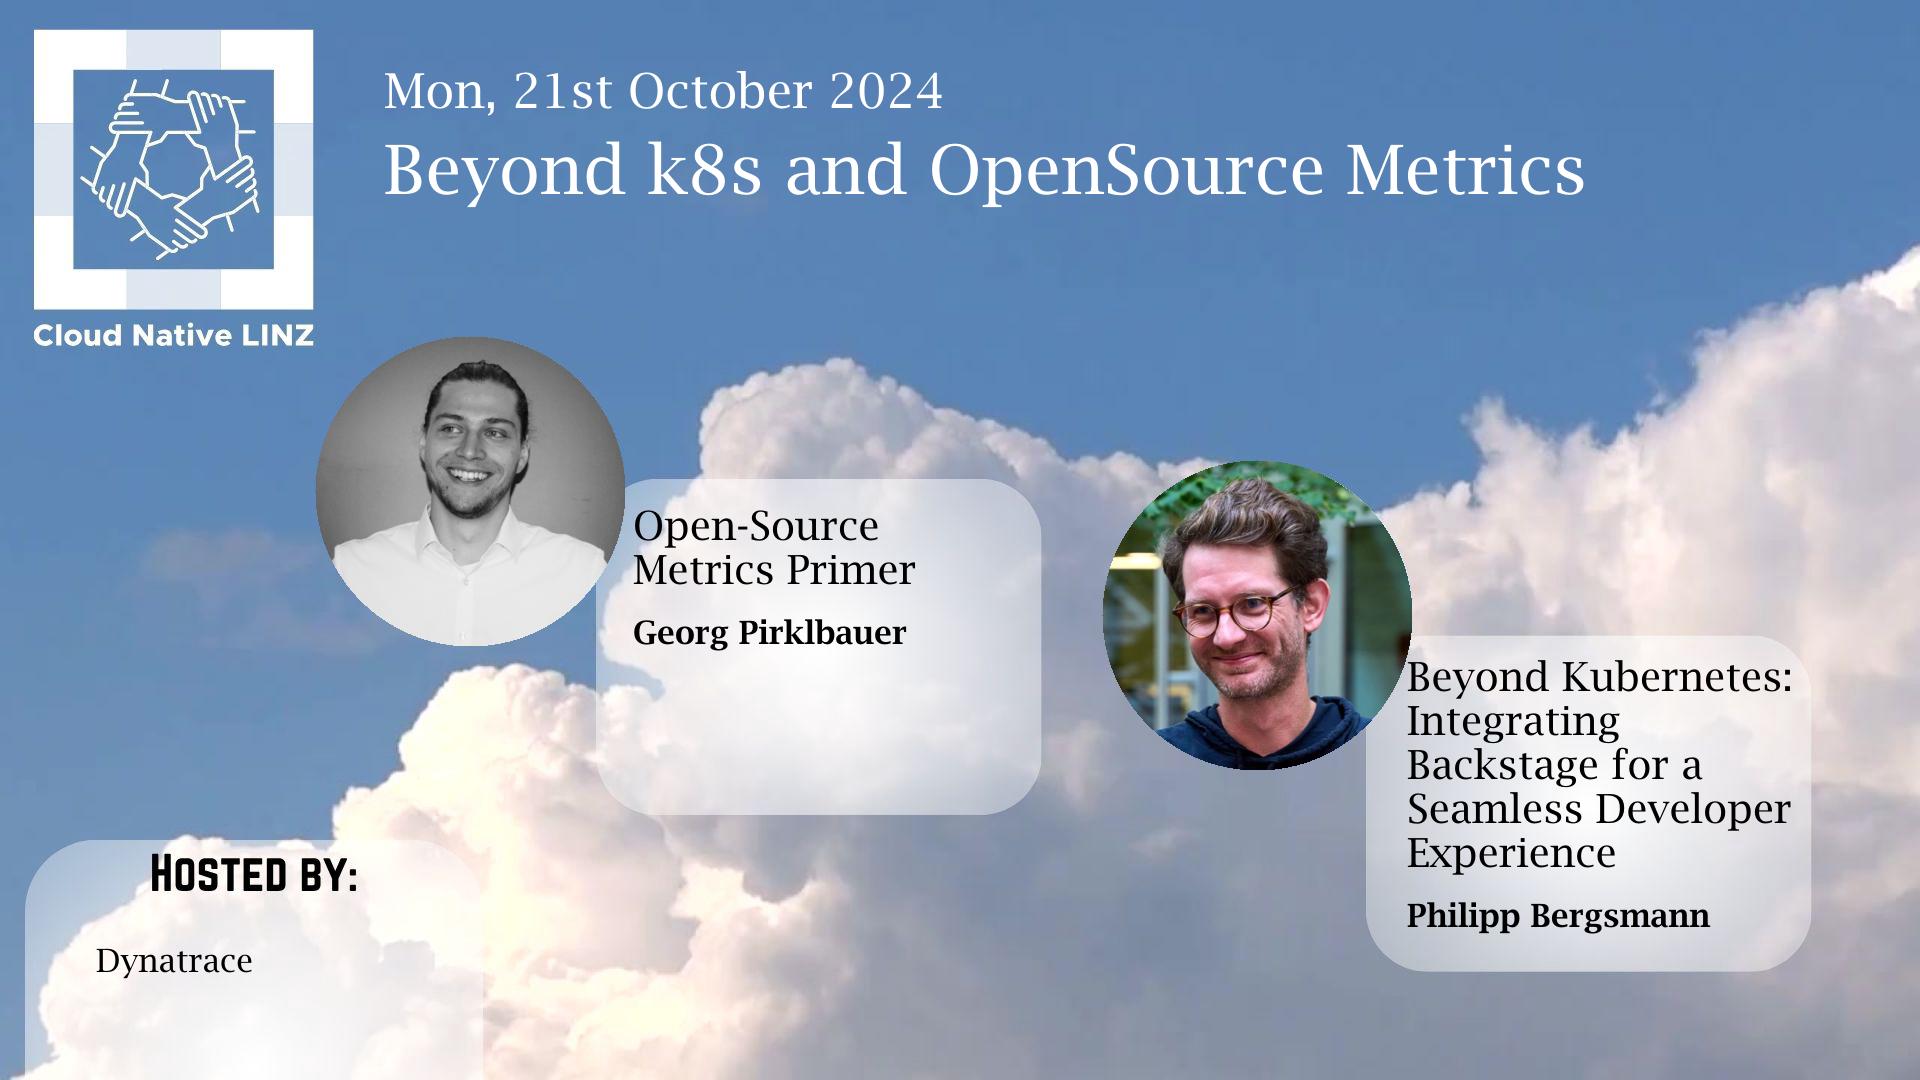 Mon, 21st October 2024
Beyond k8s and OpenSource Metrics
Cloud Native LINZ
Open-Source
Metrics Primer
Georg Pirklbauer
Beyond Kubernetes:
Integrating
Backstage for a
Seamless Developer
Experience
Philipp Bergsmann
HOSTED BY:
Dynatrace